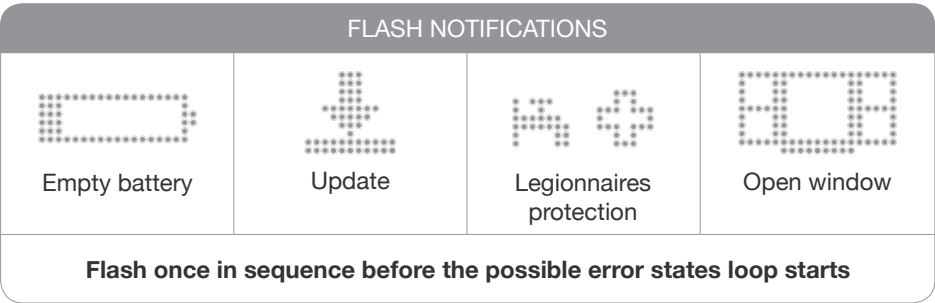 FLASH NOTIFICATIONS
Empty battery
Update
Legionnaires
protection
Open window
Flash once in sequence before the possible error states loop starts